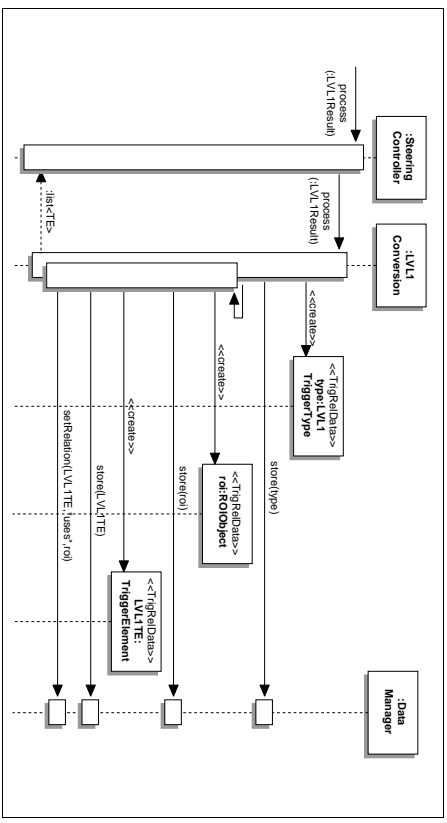 :Steering
Controller
:LVL1
Conversion
:Data
Manager
process
(:LVL1Result)
process
(:LVL1Result)
<<create>>
<<TrigRelData>>
type:LVL1
TriggerType
store(type)
<<create>>
<<TrigRelData>>
roi:ROIObject
store(roi)
<<create>>
<<TrigRelData>>
LVL1TE:
TriggerElement
store(LVL1TE)
setRelation(LVL1TE,"uses",roi)
:list<TE>